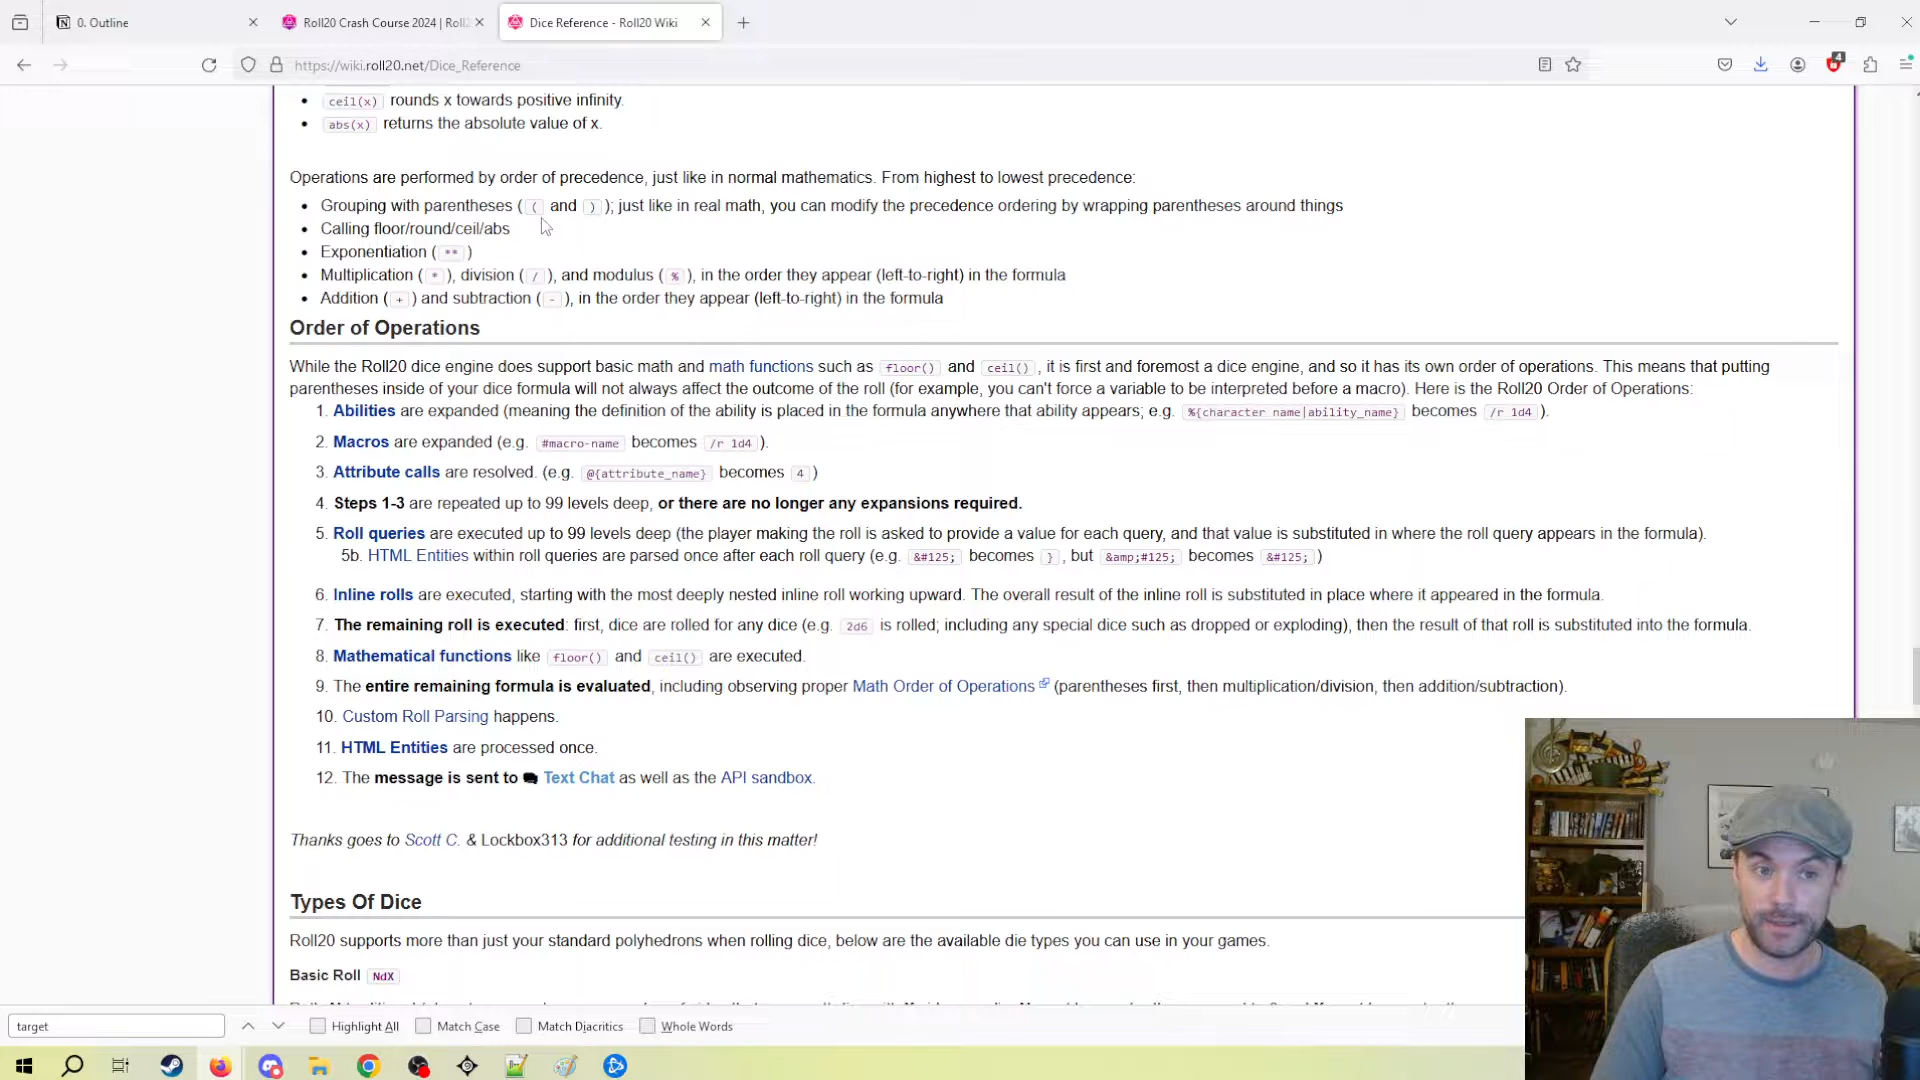 0. Outline
Roll20 Crash Course 2024 | Roll2
Dice Reference - Roll20 Wiki
https://wiki.roll20.net/Dice_Reference
4
ceil(x) rounds x towards positive infinity.
abs(x) returns the absolute value of x.
Operations are performed by order of precedence, just like in normal mathematics. From highest to lowest precedence:
Grouping with parentheses ( ( and ) ); just like in real math, you can modify the precedence ordering by wrapping parentheses around things
Calling floor/round/ceil/abs
Exponentiation ( ** )
Multiplication ( * ), division ( / ), and modulus ( % ), in the order they appear (left-to-right) in the formula
Addition ( + ) and subtraction ( - ), in the order they appear (left-to-right) in the formula
Order of Operations
While the Roll20 dice engine does support basic math and math functions such as floor() and ceil() , it is first and foremost a dice engine, and so it has its own order of operations. This means that putting
parentheses inside of your dice formula will not always affect the outcome of the roll (for example, you can't force a variable to be interpreted before a macro). Here is the Roll20 Order of Operations:
1. Abilities are expanded (meaning the definition of the ability is placed in the formula anywhere that ability appears; e.g. %{character name|ability_name} becomes /r 1d4 ).
2. Macros are expanded (e.g. #macro-name becomes /r 1d4 ).
3. Attribute calls are resolved. (e.g. @{attribute_name} becomes 4 )
4. Steps 1-3 are repeated up to 99 levels deep, or there are no longer any expansions required.
5. Roll queries are executed up to 99 levels deep (the player making the roll is asked to provide a value for each query, and that value is substituted in where the roll query appears in the formula).
5b. HTML Entities within roll queries are parsed once after each roll query (e.g. &#125; becomes } , but &amp;#125; becomes &#125; )
6. Inline rolls are executed, starting with the most deeply nested inline roll working upward. The overall result of the inline roll is substituted in place where it appeared in the formula.
7. The remaining roll is executed: first, dice are rolled for any dice (e.g. 2d6 is rolled; including any special dice such as dropped or exploding), then the result of that roll is substituted into the formula.
8. Mathematical functions like floor() and ceil() are executed.
9. The entire remaining formula is evaluated, including observing proper Math Order of Operations (parentheses first, then multiplication/division, then addition/subtraction).
10. Custom Roll Parsing happens.
11. HTML Entities are processed once.
12. The message is sent to Text Chat as well as the API sandbox.
Thanks goes to Scott C. & Lockbox313 for additional testing in this matter!
Types Of Dice
Roll20 supports more than just your standard polyhedrons when rolling dice, below are the available die types you can use in your games.
Basic Roll NdX
target
Highlight All
Match Case
Match Diacritics
Whole Words